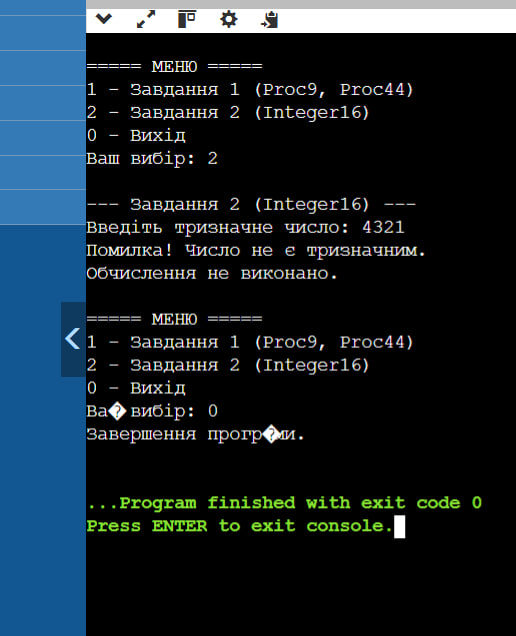 ===== МЕНЮ =====
1 - Завдання 1 (Proc9, Proc44)
2 - Завдання 2 (Integer16)
0 - Вихід
Ваш вибір: 2
--- Завдання 2 (Integer16) ---
Введіть тризначне число: 4321
Помилка! Число не є тризначним.
Обчислення не виконано.
===== МЕНЮ =====
1 - Завдання 1 (Proc9, Proc44)
2 - Завдання 2 (Integer16)
0 - Вихід
Ва� вибір: 0
Завершення прогр�ми.
...Program finished with exit code 0
Press ENTER to exit console.